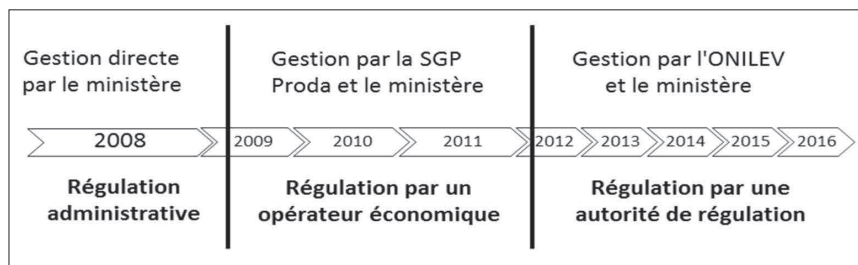 Gestion directe
par le ministère
Gestion par la SGP
Proda et le ministère
Gestion par l'ONILEV
et le ministère
2008
2009
2010
2011
2012
2013
2014
2015
2016
Régulation
administrative
Régulation par un
opérateur économique
Régulation par une
autorité de régulation